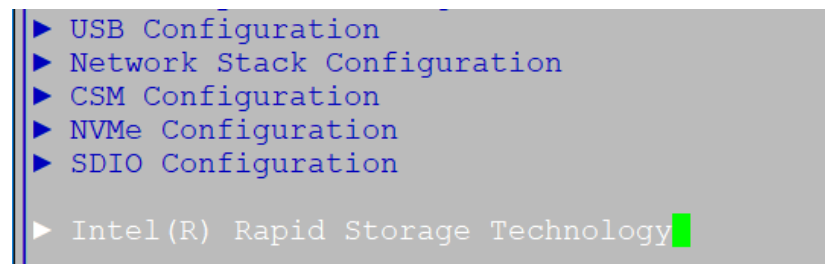 ► USB Configuration
► Network Stack Configuration
► CSM Configuration
► NVMe Configuration
► SDIO Configuration
► Intel(R) Rapid Storage Technology